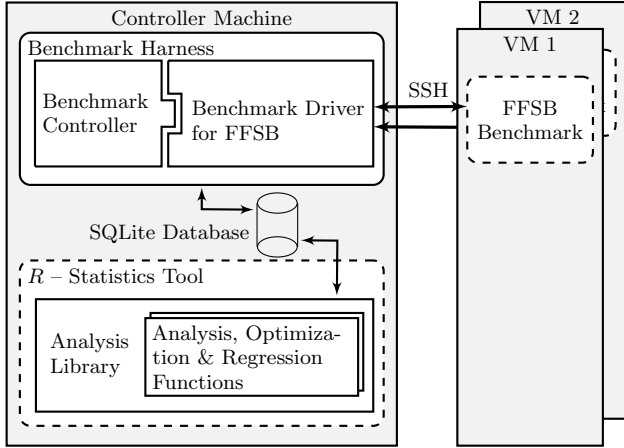 Controller Machine
Benchmark Harness
Benchmark
Controller
Benchmark Driver
for FFSB
SSH
VM 2
VM 1
FFSB
Benchmark
SQLite Database
R – Statistics Tool
Analysis
Library
Analysis, Optimiza-
tion & Regression
Functions